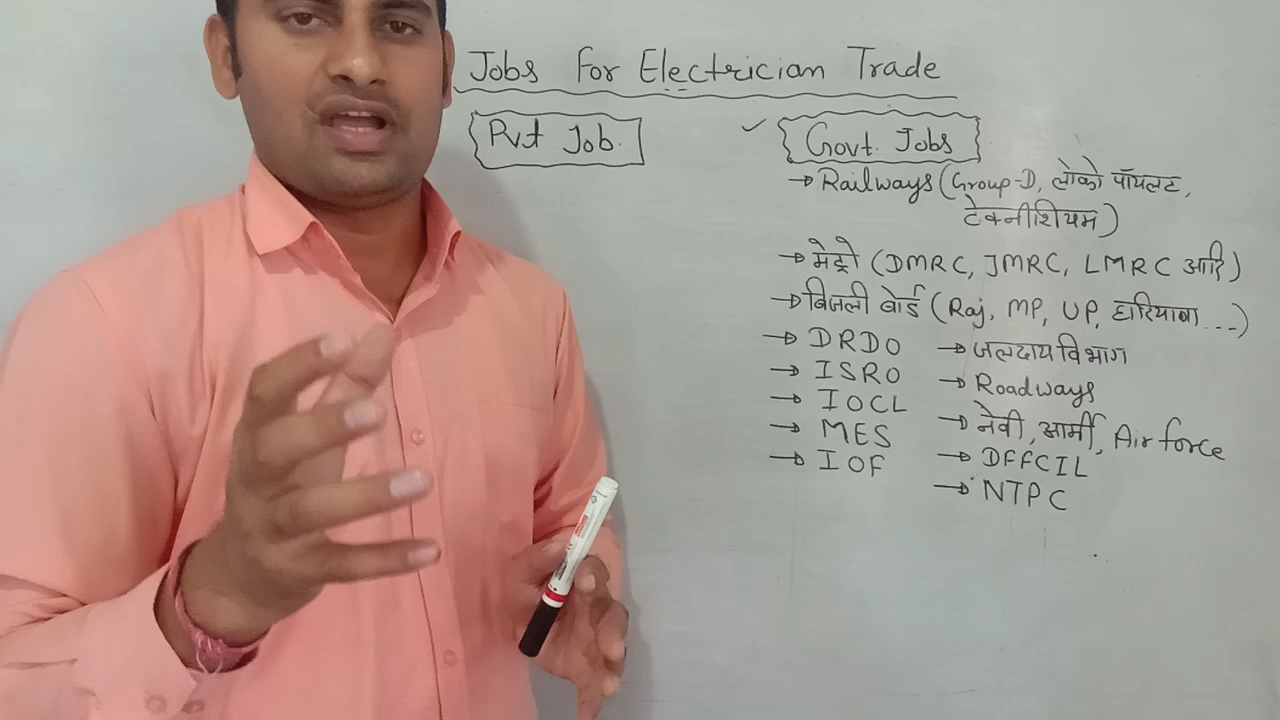 Jobs For Electrician Trade
Pvt Job.
Govt. Jobs
→ Railways (Group-D, लोको पॉयलट,
टेक्नीशियम)
→ मेट्रो (DMRC, JMRC, LMRC आदि)
→ बिजली बोर्ड (Raj, MP, UP, हरियाणा...)
→ DRDO
→ ISRO
→ IOCL
→ MES
→ IOF
→ जलदाय विभाग
→ Roadways
→ नेवी, आर्मी, Air force
→ DFFCIL
→ NTPC